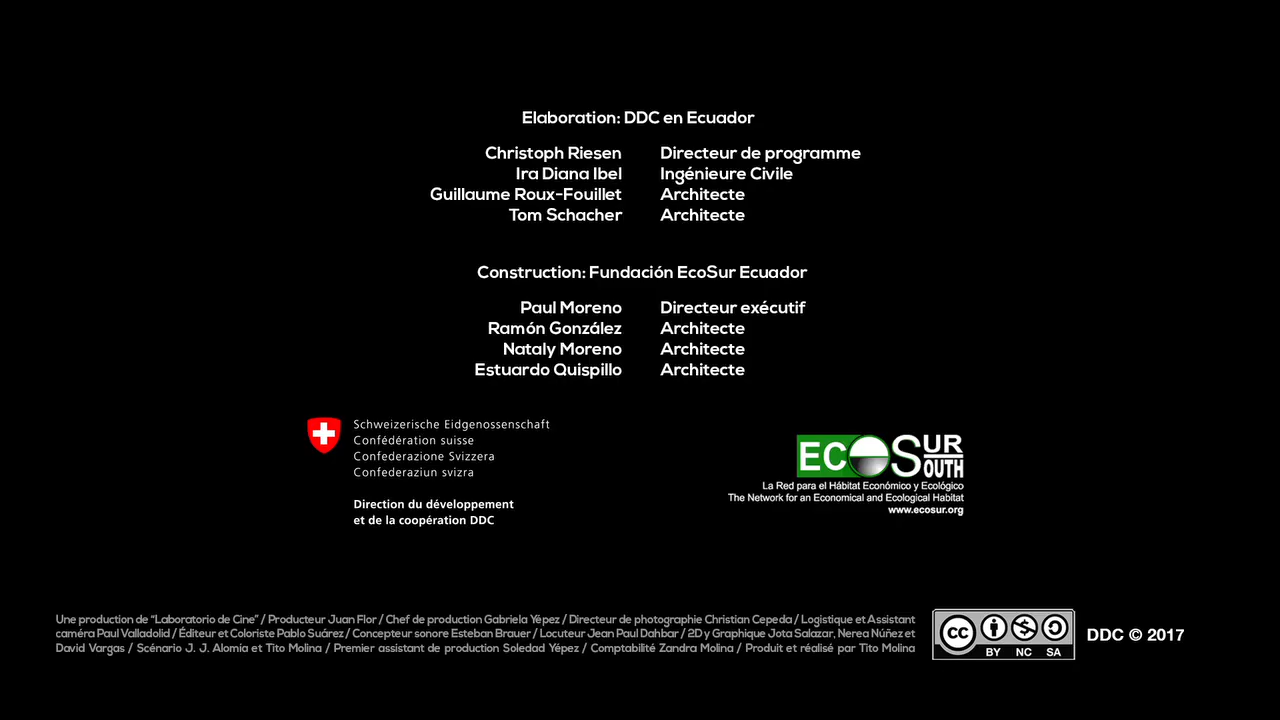 Elaboration: DDC en Ecuador
Christoph Riesen Directeur de programme
Ira Diana Ibel Ingénieure Civile
Guillaume Roux-Fouillet Architecte
Tom Schacher Architecte
Construction: Fundación EcoSur Ecuador
Paul Moreno Directeur exécutif
Ramón González Architecte
Nataly Moreno Architecte
Estuardo Quispillo Architecte
Schweizerische Eidgenossenschaft
Confédération suisse
Confederazione Svizzera
Confederaziun svizra
Direction du développement
et de la coopération DDC
ECOSUR
SOUTH
La Red para el Hábitat Económico y Ecológico
The Network for an Economical and Ecological Habitat
www.ecosur.org
Une production de “Laboratorio de Cine” / Producteur Juan Flor / Chef de production Gabriela Yépez / Directeur de photographie Christian Cepeda / Logistique et Assistant
caméra Paul Valladolid / Éditeur et Coloriste Pablo Suárez / Concepteur sonore Esteban Brauer / Locuteur Jean Paul Dahbar / 2D y Graphique Jota Salazar, Nerea Núñez et
David Vargas / Scénario J. J. Alomia et Tito Molina / Premier assistant de production Soledad Yépez / Comptabilité Zandra Molina / Produit et réalisé par Tito Molina
cc
BY NC SA
DDC © 2017